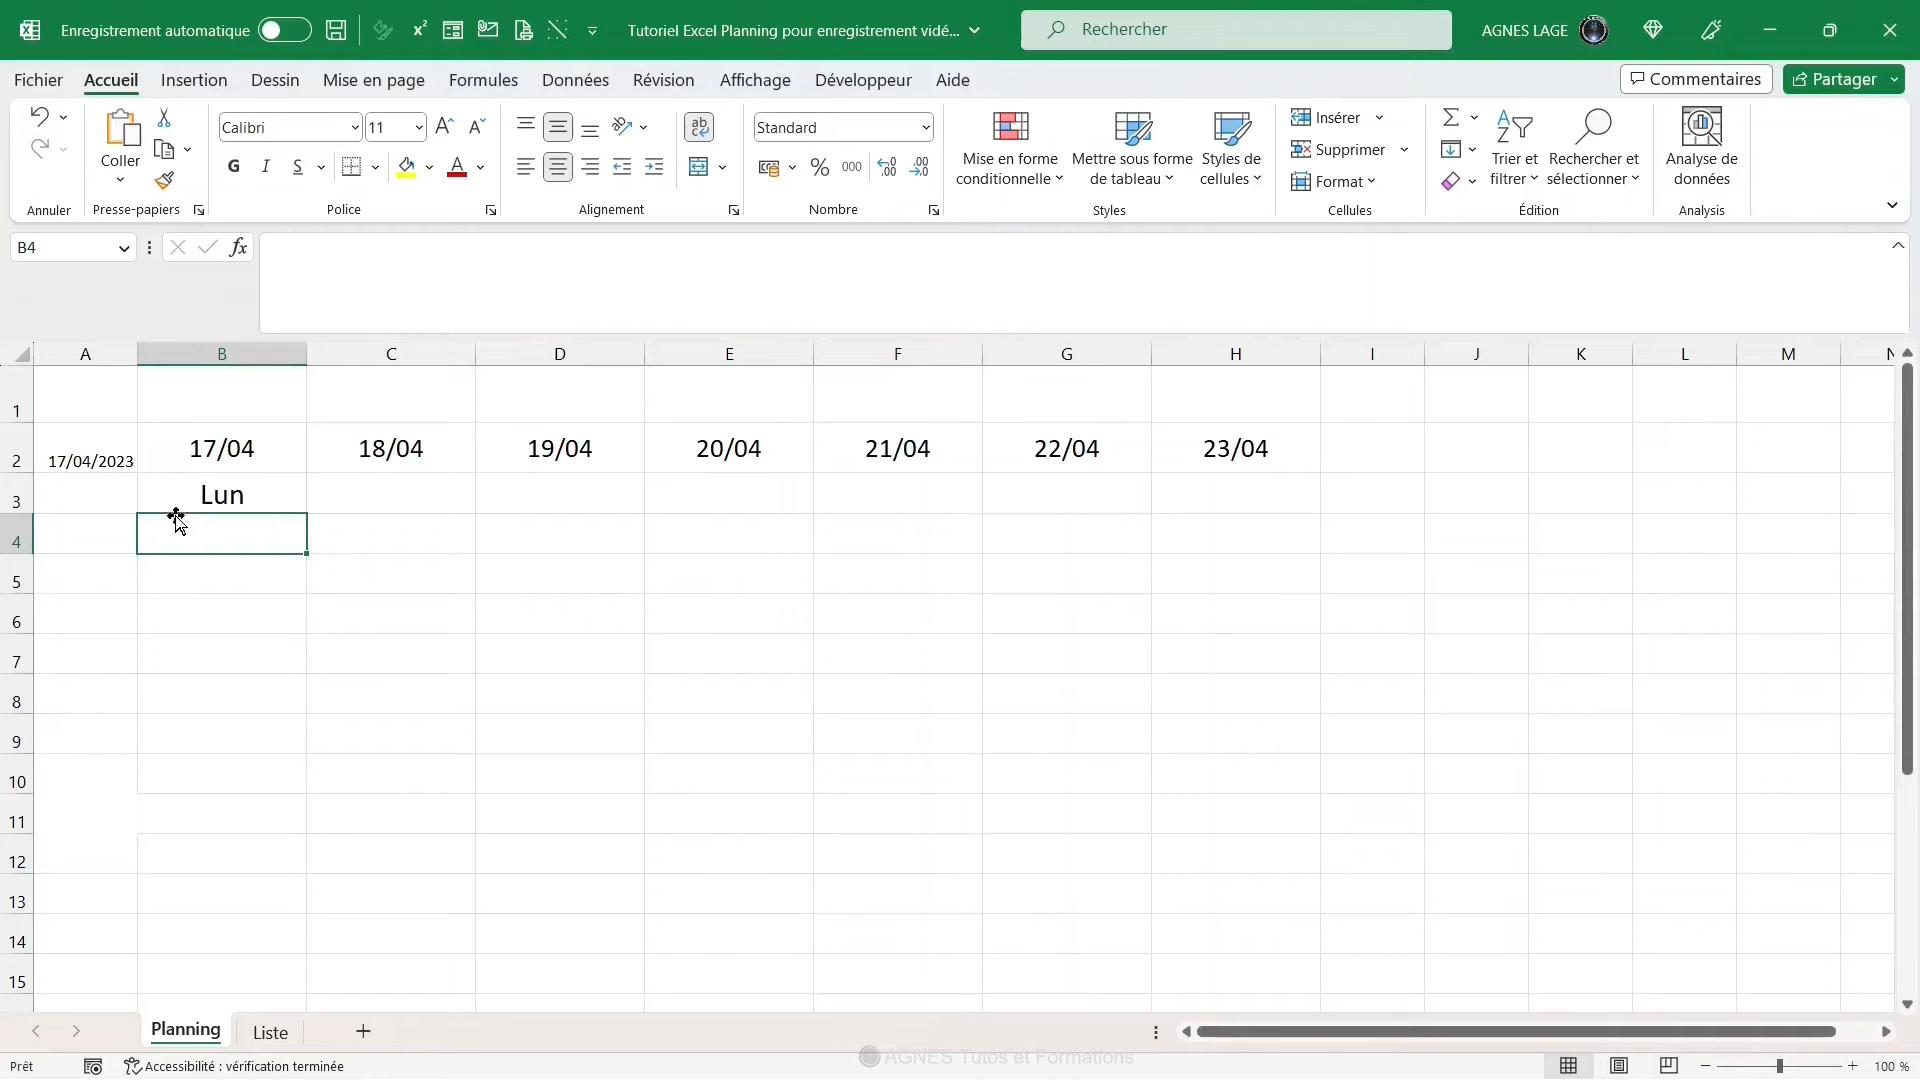 Enregistrement automatique
Tutoriel Excel Planning pour enregistrement vidé...
Rechercher
AGNES LAGE
Fichier Accueil Insertion Dessin Mise en page Formules Données Révision Affichage Développeur Aide
Commentaires
Partager
Coller
Calibri 11
G I S
Standard
% 000
Mise en forme conditionnelle
Mettre sous forme de tableau
Styles de cellules
Insérer
Supprimer
Format
Trier et filtrer
Rechercher et sélectionner
Analyse de données
Annuler Presse-papiers Police Alignement Nombre Styles Cellules Édition Analysis
B4 fx
A B C D E F G H I J K L M N
1
2 17/04/2023 17/04 18/04 19/04 20/04 21/04 22/04 23/04
3 Lun
4
5
6
7
8
9
10
11
12
13
14
15
Planning Liste
AGNES Tutos et Formations
Prêt Accessibilité : vérification terminée 100 %